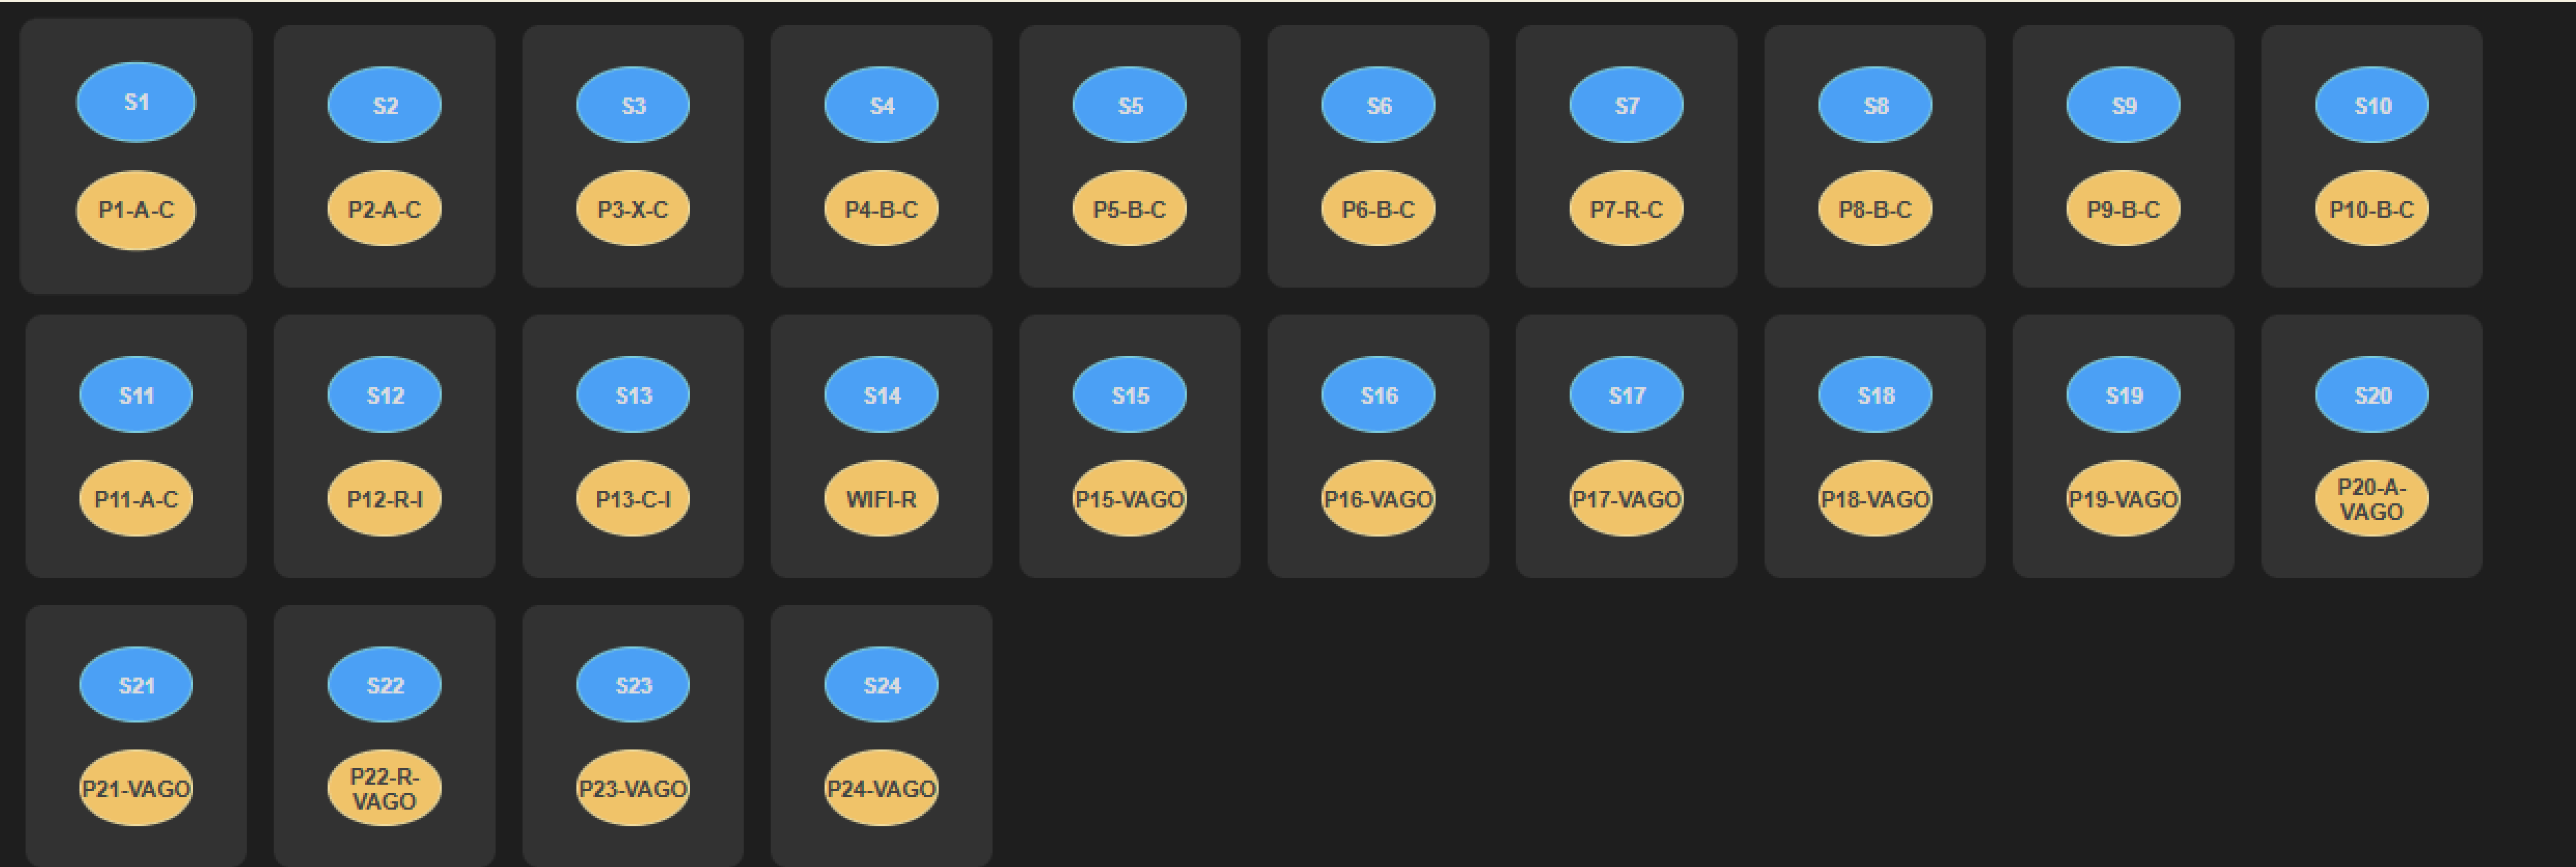 S1 S2 S3 S4 S5 S6 S7 S8 S9 S10
P1-A-C P2-A-C P3-X-C P4-B-C P5-B-C P6-B-C P7-R-C P8-B-C P9-B-C P10-B-C
S11 S12 S13 S14 S15 S16 S17 S18 S19 S20
P11-A-C P12-R-I P13-C-I WIFI-R P15-VAGO P16-VAGO P17-VAGO P18-VAGO P19-VAGO P20-A-
VAGO
S21 S22 S23 S24
P21-VAGO P22-R- P23-VAGO P24-VAGO
VAGO